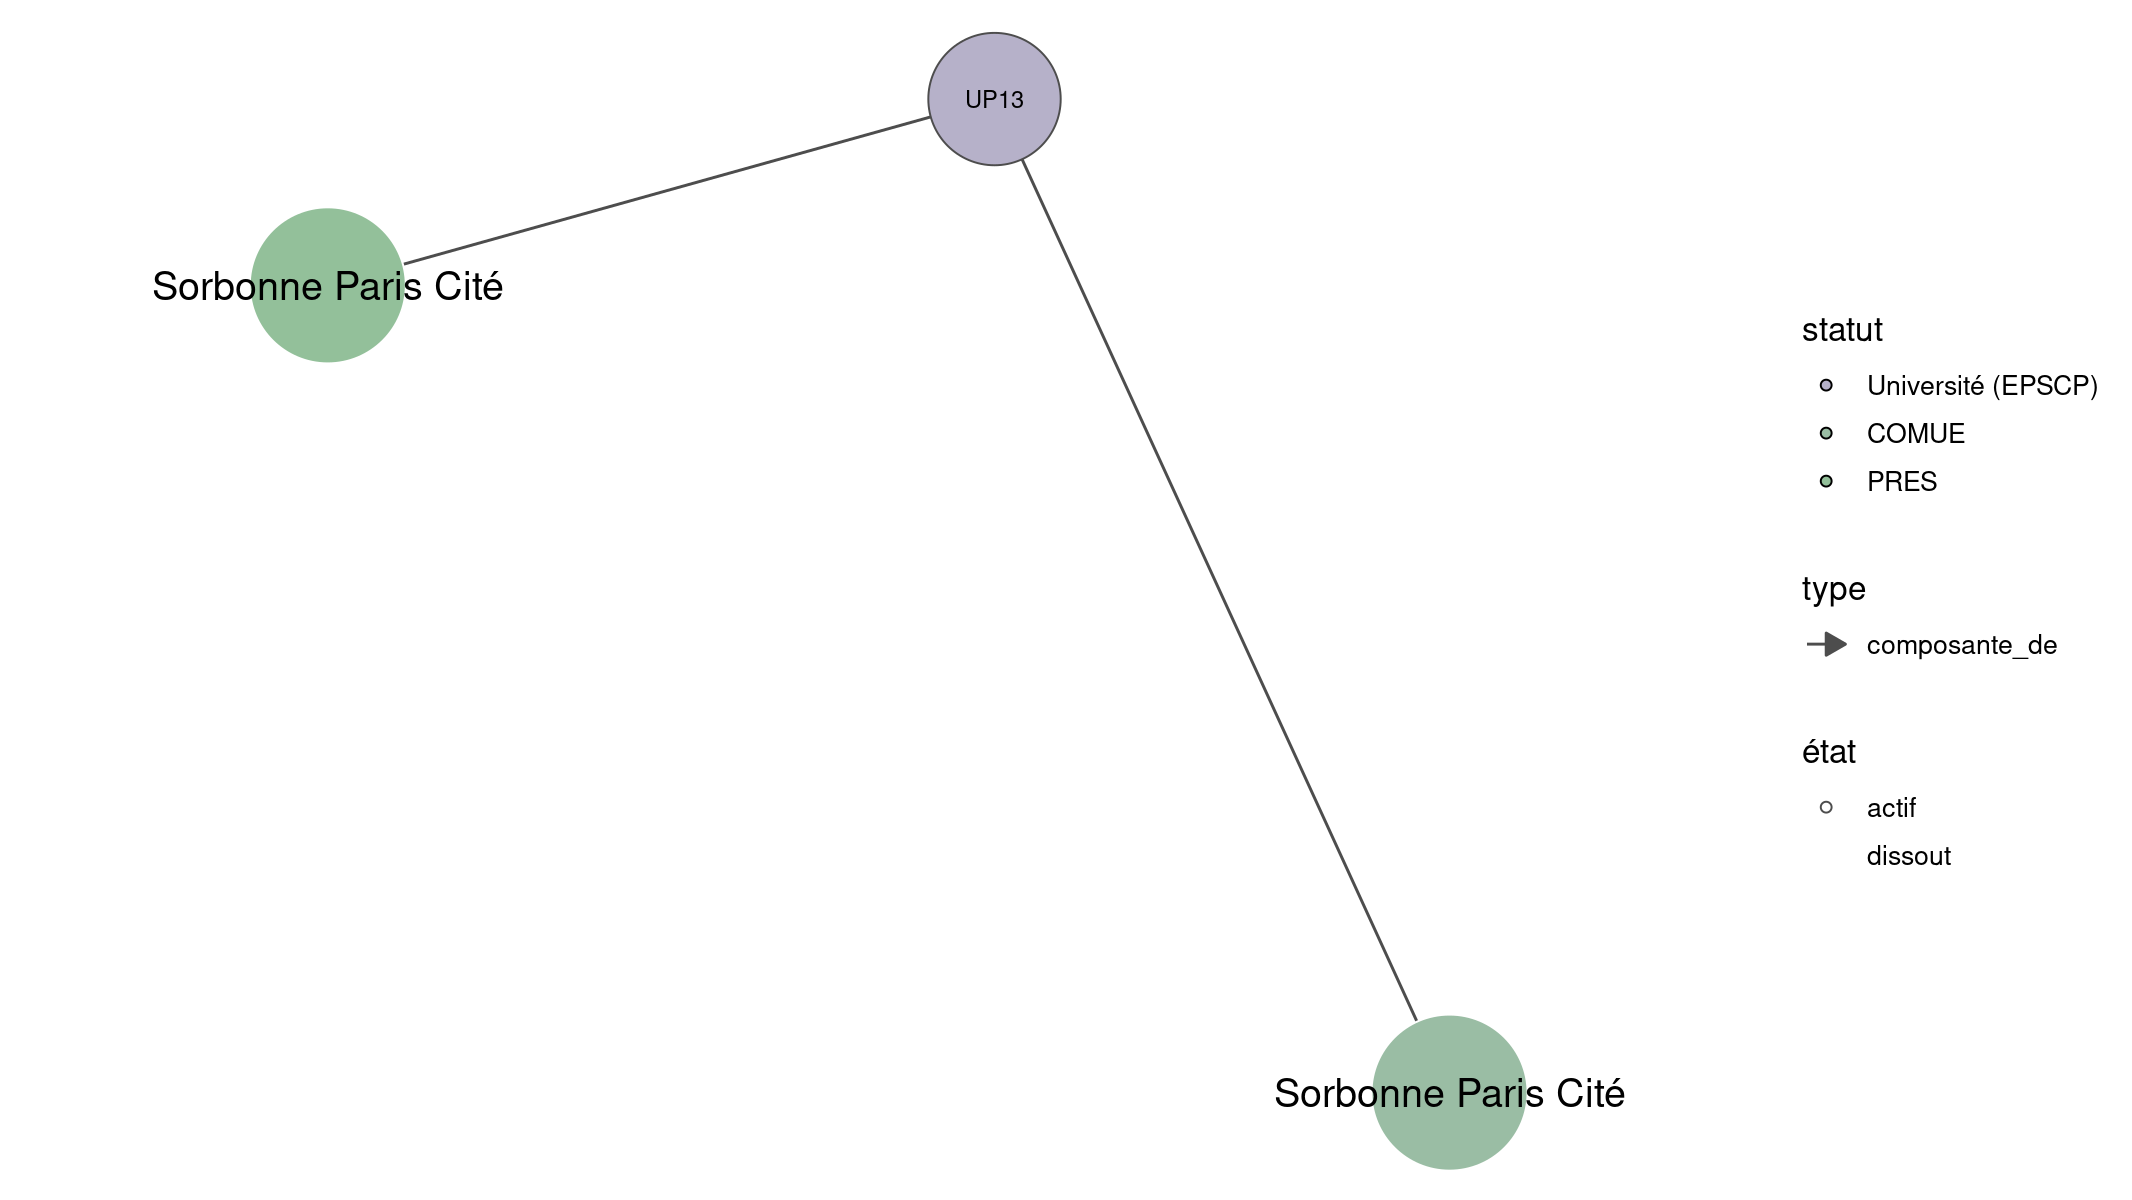 UP13
Sorbonne Paris Cité
Sorbonne Paris Cité
statut
Université (EPSCP)
COMUE
PRES
type
composante_de
état
actif
dissout